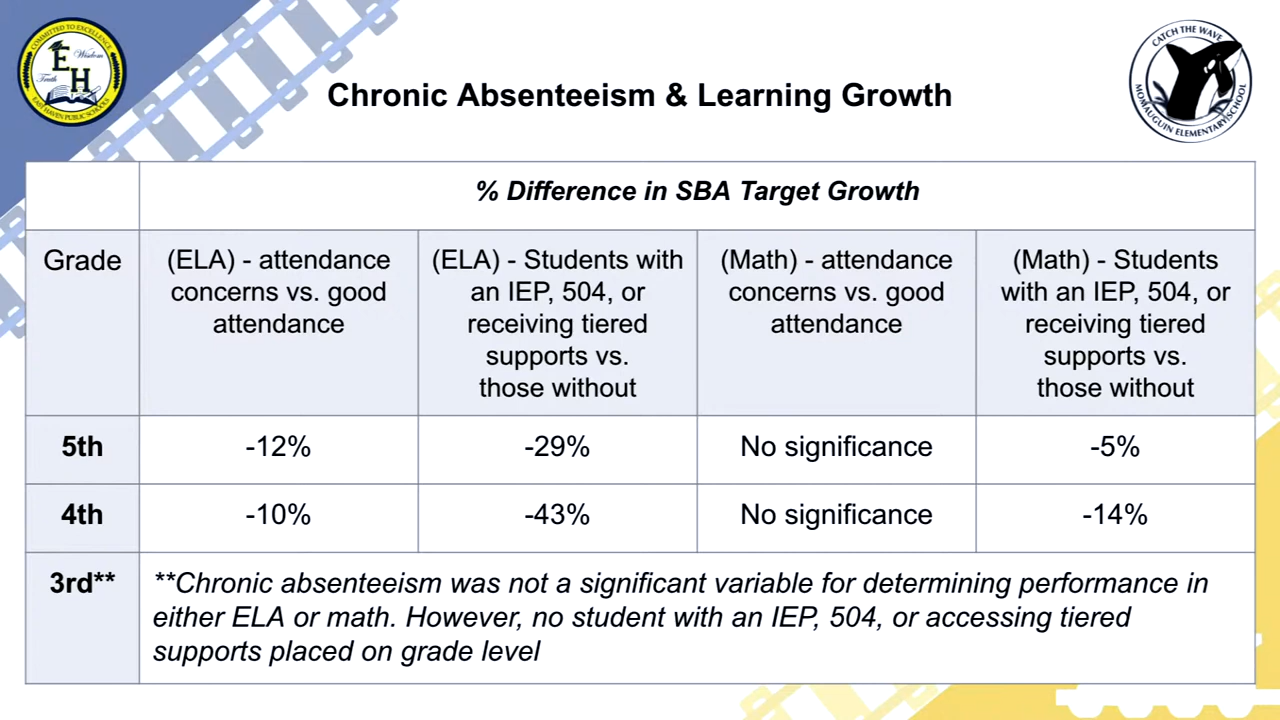 COMMITTED TO EXCELLENCE
E H
Wisdom
Truth
EAST HAVEN PUBLIC SCHOOLS
CATCH THE WAVE
MOMAUGUIN ELEMENTARY SCHOOL
Chronic Absenteeism & Learning Growth
% Difference in SBA Target Growth
Grade
(ELA) - attendance
concerns vs. good
attendance
(ELA) - Students with
an IEP, 504, or
receiving tiered
supports vs.
those without
(Math) - attendance
concerns vs. good
attendance
(Math) - Students
with an IEP, 504, or
receiving tiered
supports vs.
those without
5th
-12%
-29%
No significance
-5%
4th
-10%
-43%
No significance
-14%
3rd**
**Chronic absenteeism was not a significant variable for determining performance in
either ELA or math. However, no student with an IEP, 504, or accessing tiered
supports placed on grade level